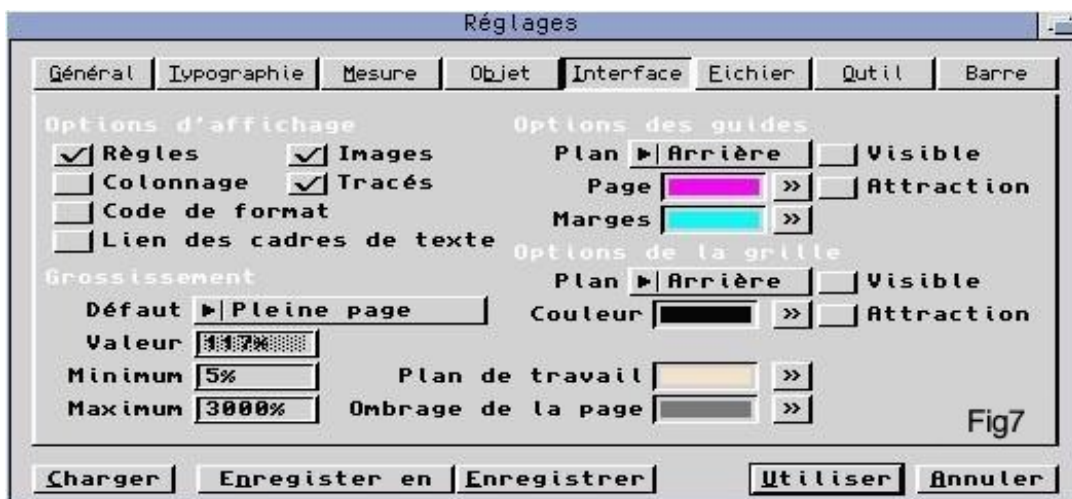 Réglages
Général Typographie Mesure Objet Interface Fichier Outil Barre
Options d'affichage
Règles Images
Colonnage Tracés
Code de format
Lien des cadres de texte
Grossissement
Défaut Pleine page
Valeur 117%
Minimum 5%
Maximum 3000%
Options des guides
Plan Arrière Visible
Page » Attraction
Marges »
Options de la grille
Plan Arrière Visible
Couleur » Attraction
Plan de travail »
Ombrage de la page »
Fig7
Charger Enregister en Enregistrer Utiliser Annuler